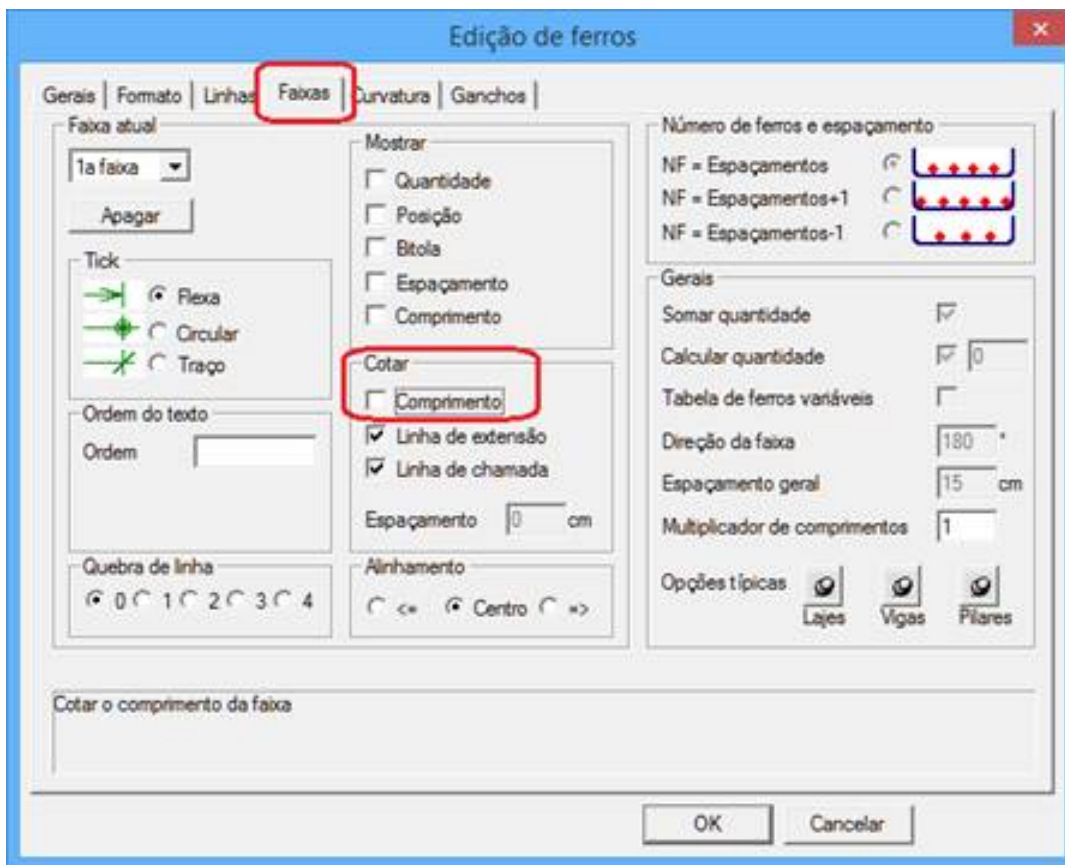 Edição de ferros
Gerais Formato Linhas Faixas Curvatura Ganchos
Faixa atual
1a faixa
Apagar
Tick
Flexa
Circular
Traço
Ordem do texto
Ordem
Quebra de linha
0 1 2 3 4
Mostrar
Quantidade
Posição
Bitola
Espaçamento
Comprimento
Cotar
Comprimento
Linha de extensão
Linha de chamada
Espaçamento 0 cm
Alinhamento
<= Centro =>
Número de ferros e espaçamento
NF = Espaçamentos
NF = Espaçamentos+1
NF = Espaçamentos-1
Gerais
Somar quantidade
Calcular quantidade 0
Tabela de ferros variáveis
Direção da faixa 180 °
Espaçamento geral 15 cm
Multiplicador de comprimentos 1
Opções típicas
Lajes Vigas Pilares
Cotar o comprimento da faixa
OK Cancelar